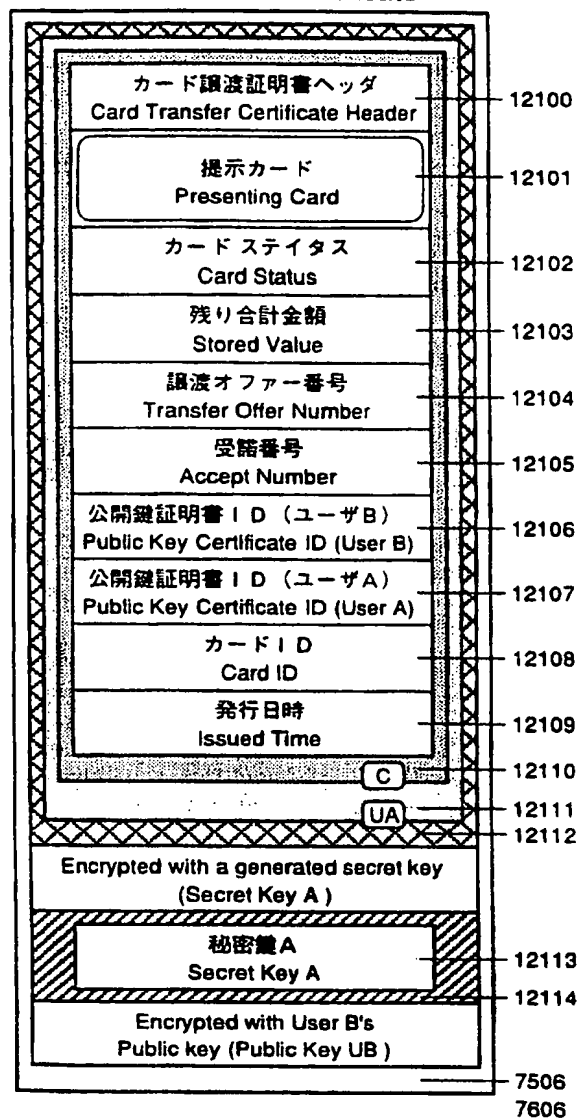 カード譲渡証明書ヘッダ
Card Transfer Certificate Header
12100
提示カード
Presenting Card
12101
カード ステイタス
Card Status
12102
残り合計金額
Stored Value
12103
譲渡オファー番号
Transfer Offer Number
12104
受諾番号
Accept Number
12105
公開鍵証明書ID（ユーザB）
Public Key Certificate ID (User B)
12106
公開鍵証明書ID（ユーザA）
Public Key Certificate ID (User A)
12107
カードID
Card ID
12108
発行日時
Issued Time
12109
C
12110
UA
12111
12112
Encrypted with a generated secret key
(Secret Key A )
秘密鍵A
Secret Key A
12113
12114
Encrypted with User B's
Public key (Public Key UB )
7506
7606